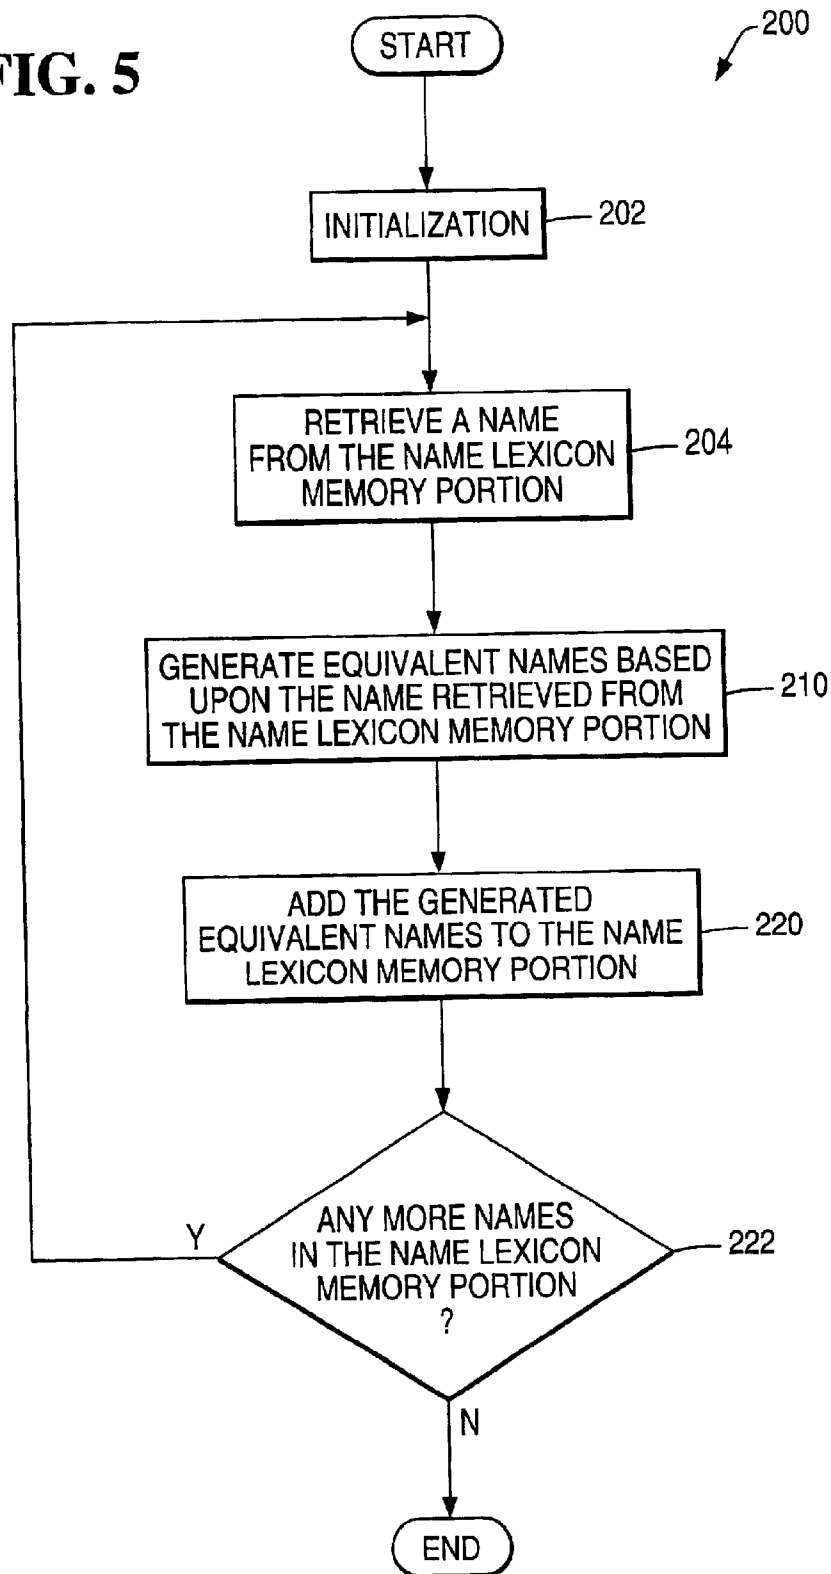 FIG. 5
200
START
INITIALIZATION
202
RETRIEVE A NAME
FROM THE NAME LEXICON
MEMORY PORTION
204
GENERATE EQUIVALENT NAMES BASED
UPON THE NAME RETRIEVED FROM
THE NAME LEXICON MEMORY PORTION
210
ADD THE GENERATED
EQUIVALENT NAMES TO THE NAME
LEXICON MEMORY PORTION
220
ANY MORE NAMES
IN THE NAME LEXICON
MEMORY PORTION
?
222
Y
N
END